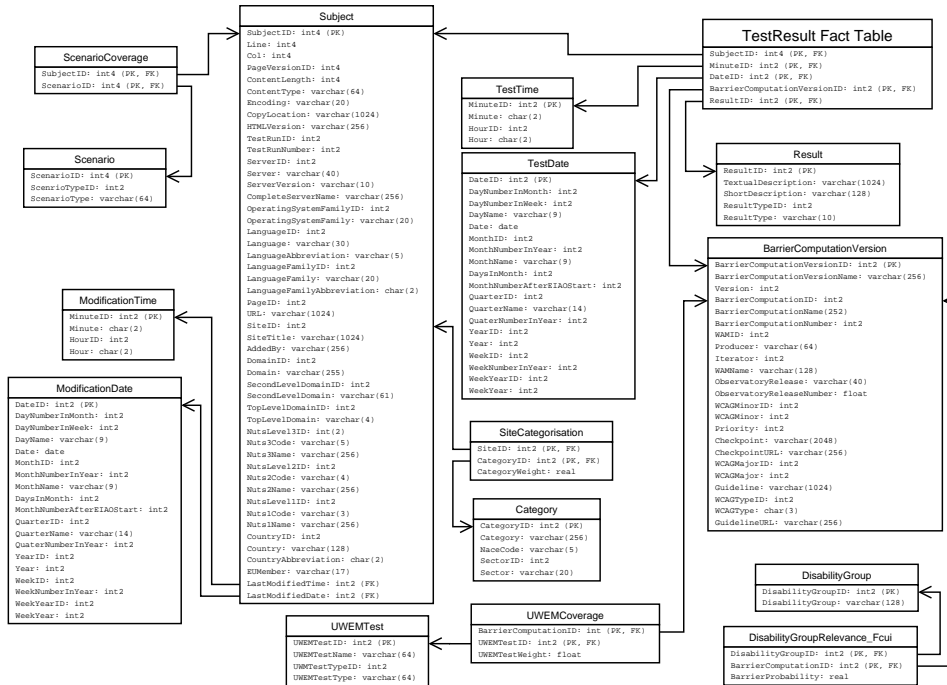 Subject
SubjectID: int4 (PK)
Line: int4
Col: int4
PageVersionID: int4
ContentLength: int4
ContentType: varchar(64)
Encoding: varchar(20)
CopyLocation: varchar(1024)
HTMLVersion: varchar(256)
TestRunID: int2
TestRunNumber: int2
ServerID: int2
Server: varchar(40)
ServerVersion: varchar(10)
CompleteServerName: varchar(256)
OperatingSystemFamilyID: int2
OperatingSystemFamily: varchar(20)
LanguageID: int2
Language: varchar(30)
LanguageAbbreviation: varchar(5)
LanguageFamilyID: int2
LanguageFamily: varchar(20)
LanguageFamilyAbbreviation: char(2)
PageID: int2
URL: varchar(1024)
SiteID: int2
SiteTitle: varchar(1024)
AddedBy: varchar(256)
DomainID: int2
Domain: varchar(255)
SecondLevelDomainID: int2
SecondLevelDomain: varchar(61)
TopLevelDomainID: int2
TopLevelDomain: varchar(4)
NutsLevel3ID: int(2)
Nuts3Code: varchar(5)
Nuts3Name: varchar(256)
NutsLevel2ID: int2
Nuts2Code: varchar(4)
Nuts2Name: varchar(256)
NutsLevel1ID: int2
Nuts1Code: varchar(3)
Nuts1Name: varchar(256)
CountryID: int2
Country: varchar(128)
CountryAbbreviation: char(2)
EUMember: varchar(17)
LastModifiedTime: int2 (FK)
LastModifiedDate: int2 (FK)
ScenarioCoverage
SubjectID: int4 (PK, FK)
ScenarioID: int4 (PK, FK)
Scenario
ScenarioID: int4 (PK)
ScenrioTypeID: int2
ScenarioType: varchar(64)
ModificationTime
MinuteID: int2 (PK)
Minute: char(2)
HourID: int2
Hour: char(2)
ModificationDate
DateID: int2 (PK)
DayNumberInMonth: int2
DayNumberInWeek: int2
DayName: varchar(9)
Date: date
MonthID: int2
MonthNumberInYear: int2
MonthName: varchar(9)
DaysInMonth: int2
MonthNumberAfterEIAOStart: int2
QuarterID: int2
QuarterName: varchar(14)
QuaterNumberInYear: int2
YearID: int2
Year: int2
WeekID: int2
WeekNumberInYear: int2
WeekYearID: int2
WeekYear: int2
TestTime
MinuteID: int2 (PK)
Minute: char(2)
HourID: int2
Hour: char(2)
TestDate
DateID: int2 (PK)
DayNumberInMonth: int2
DayNumberInWeek: int2
DayName: varchar(9)
Date: date
MonthID: int2
MonthNumberInYear: int2
MonthName: varchar(9)
DaysInMonth: int2
MonthNumberAfterEIAOStart: int2
QuarterID: int2
QuarterName: varchar(14)
QuaterNumberInYear: int2
YearID: int2
Year: int2
WeekID: int2
WeekNumberInYear: int2
WeekYearID: int2
WeekYear: int2
SiteCategorisation
SiteID: int2 (PK, FK)
CategoryID: int2 (PK, FK)
CategoryWeight: real
Category
CategoryID: int2 (PK)
Category: varchar(256)
NaceCode: varchar(5)
SectorID: int2
Sector: varchar(20)
UWEMTest
UWEMTestID: int2 (PK)
UWEMTestName: varchar(64)
UWMTestTypeID: int2
UWEMTestType: varchar(64)
UWEMCoverage
BarrierComputationID: int (PK, FK)
UWEMTestID: int2 (PK, FK)
UWEMTestWeight: float
TestResult Fact Table
SubjectID: int4 (PK, FK)
MinuteID: int2 (PK, FK)
DateID: int2 (PK, FK)
BarrierComputationVersionID: int2 (PK, FK)
ResultID: int2 (PK, FK)
Result
ResultID: int2 (PK)
TextualDescription: varchar(1024)
ShortDescription: varchar(128)
ResultTypeID: int2
ResultType: varchar(10)
BarrierComputationVersion
BarrierComputationVersionID: int2 (PK)
BarrierComputationVersionName: varchar(256)
Version: int2
BarrierComputationID: int2
BarrierComputationName(252)
BarrierComputationNumber: int2
WAMID: int2
Producer: varchar(64)
Iterator: int2
WAMName: varchar(128)
ObservatoryRelease: varchar(40)
ObservatoryReleaseNumber: float
WCAGMinorID: int2
WCAGMinor: int2
Priority: int2
Checkpoint: varchar(2048)
CheckpointURL: varchar(256)
WCAGMajorID: int2
WCAGMajor: int2
Guideline: varchar(1024)
WCAGTypeID: int2
WCAGType: char(3)
GuidelineURL: varchar(256)
DisabilityGroup
DisabilityGroupID: int2 (PK)
DisabilityGroup: varchar(128)
DisabilityGroupRelevance_Fcui
DisabilityGroupID: int2 (PK, FK)
BarrierComputationID: int2 (PK, FK)
BarrierProbability: real